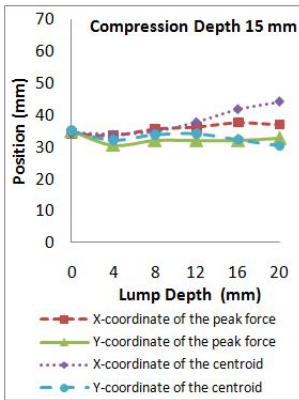 Compression Depth 15 mm
Position (mm)
70
60
50
40
30
20
10
0
0 4 8 12 16 20
Lump Depth (mm)
X-coordinate of the peak force
Y-coordinate of the peak force
X-coordinate of the centroid
Y-coordinate of the centroid